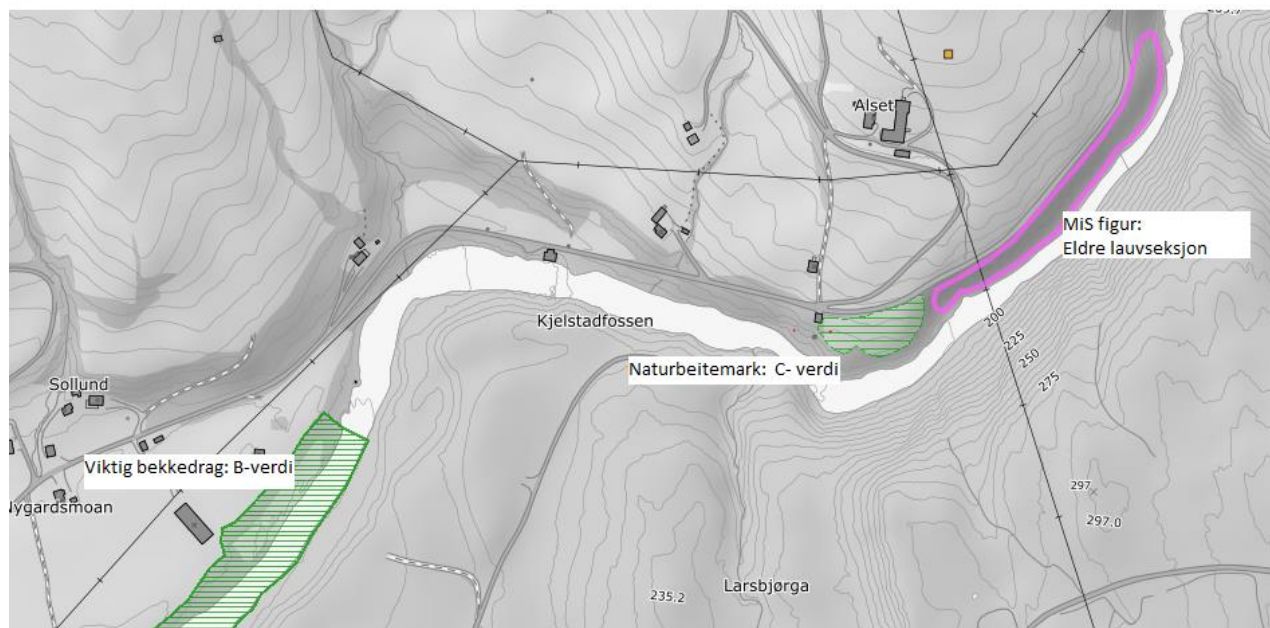 Alset
MiS figur:
Eldre lauvseksjon
200
225
250
275
Kjelstadfossen
Naturbeitemark: C- verdi
Sollund
Viktig bekkedrag: B-verdi
Nygardsmoan
297
297.0
Larsbjørga
235.2